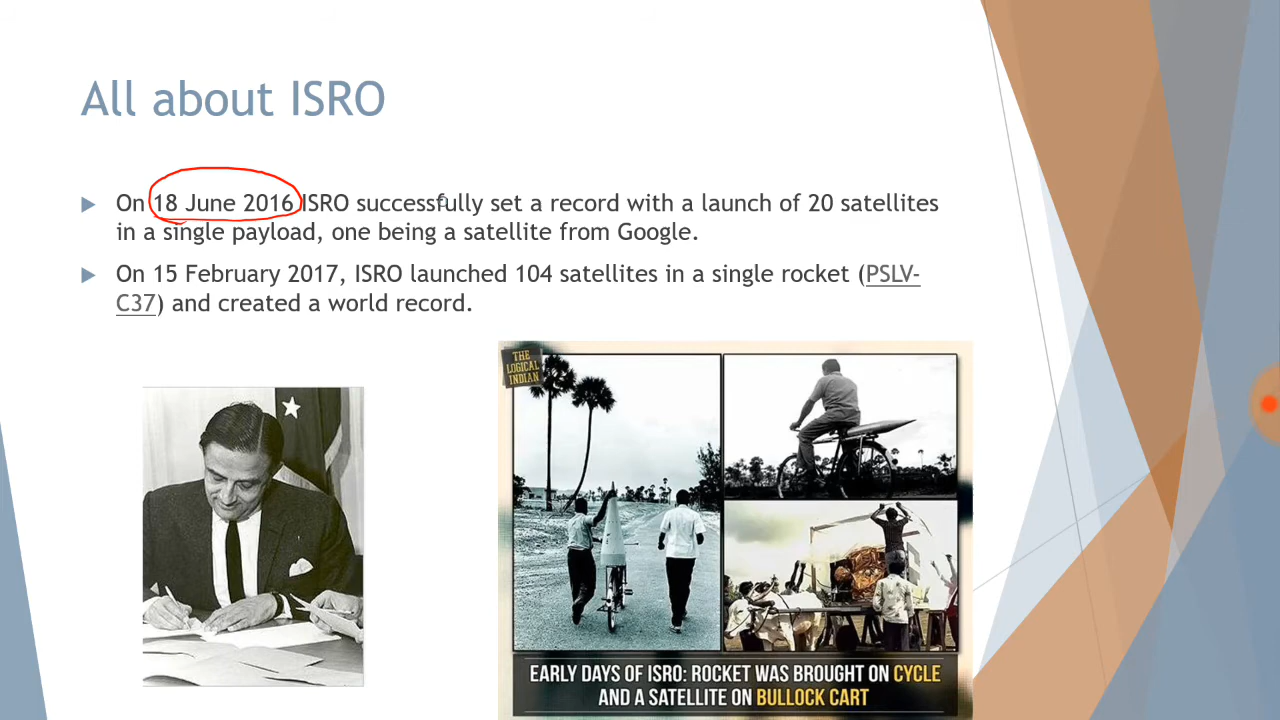 All about ISRO
On 18 June 2016 ISRO successfully set a record with a launch of 20 satellites
in a single payload, one being a satellite from Google.
On 15 February 2017, ISRO launched 104 satellites in a single rocket (PSLV-
C37) and created a world record.
THE
LOGICAL
INDIAN
EARLY DAYS OF ISRO: ROCKET WAS BROUGHT ON CYCLE
AND A SATELLITE ON BULLOCK CART